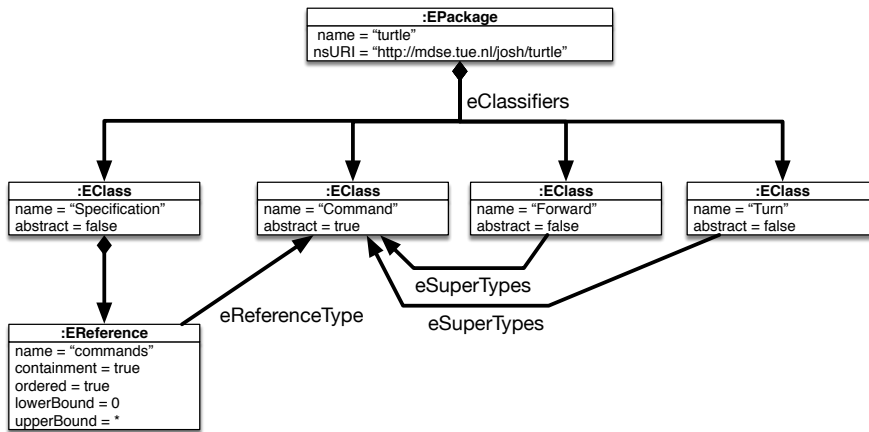 :EPackage
name = “turtle”
nsURI = “http://mdse.tue.nl/josh/turtle”
eClassifiers
:EClass
name = “Specification”
abstract = false
:EClass
name = “Command”
abstract = true
:EClass
name = “Forward”
abstract = false
:EClass
name = “Turn”
abstract = false
eSuperTypes
eReferenceType
eSuperTypes
:EReference
name = “commands”
containment = true
ordered = true
lowerBound = 0
upperBound = *